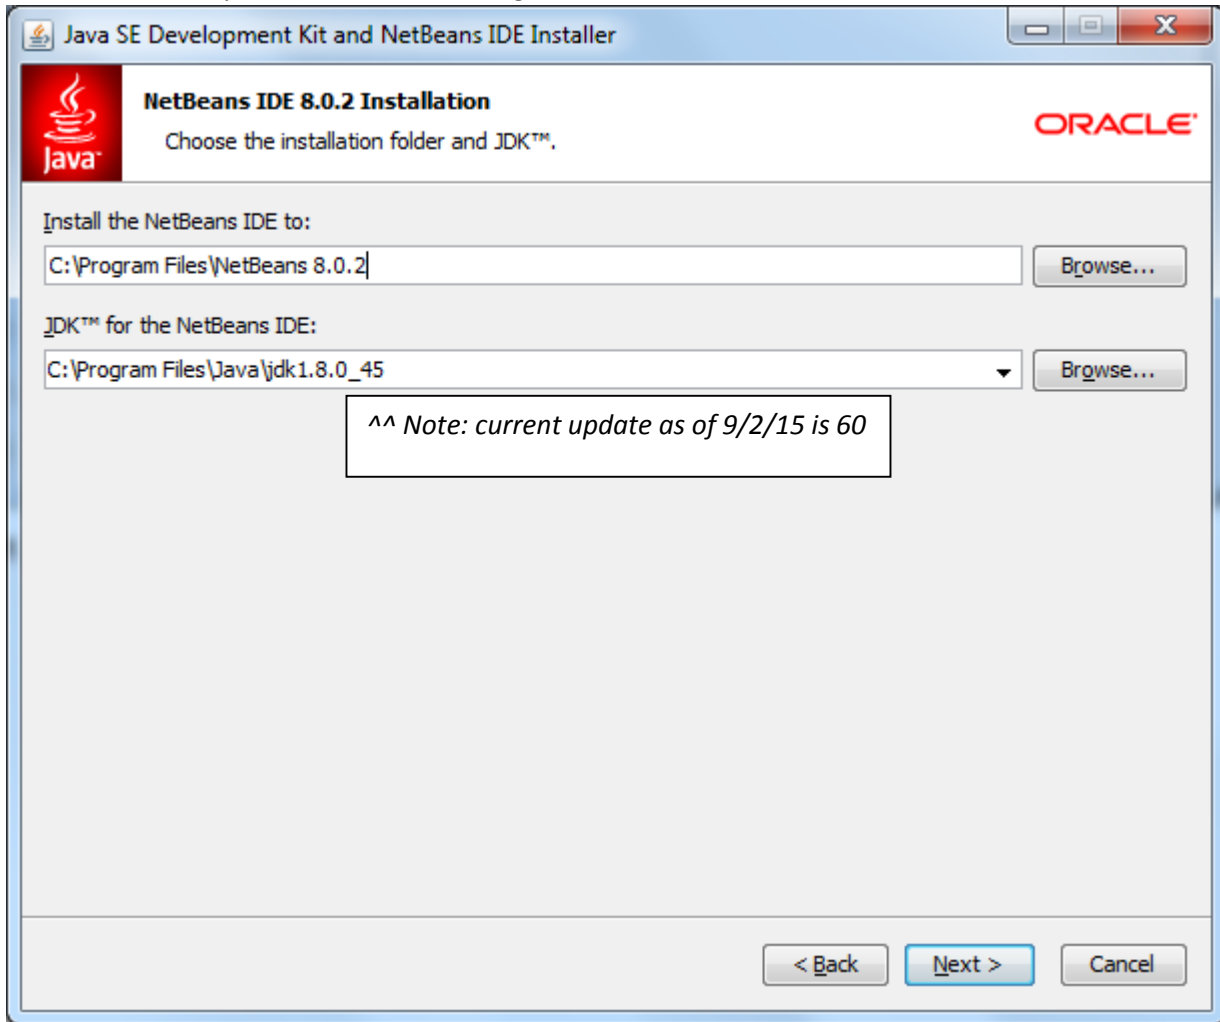 Java SE Development Kit and NetBeans IDE Installer
NetBeans IDE 8.0.2 Installation
Choose the installation folder and JDK™.
Java™
ORACLE®
Install the NetBeans IDE to:
C:\Program Files\NetBeans 8.0.2
Browse...
JDK™ for the NetBeans IDE:
C:\Program Files\Java\jdk1.8.0_45
Browse...
^^ Note: current update as of 9/2/15 is 60
< Back
Next >
Cancel